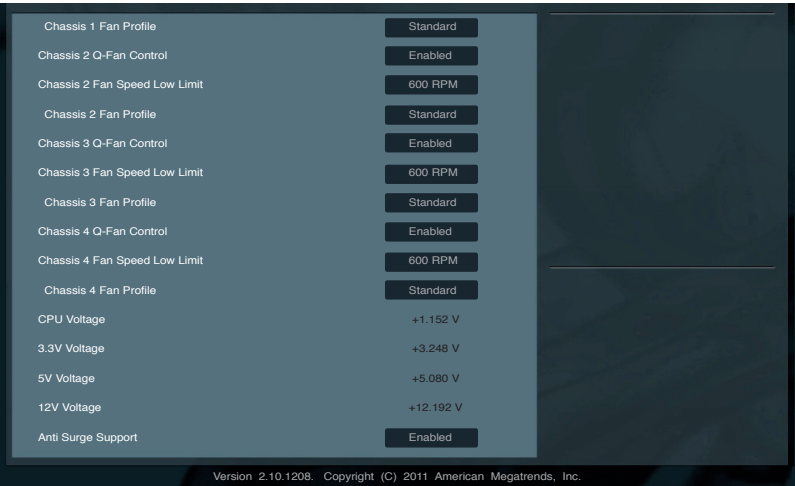 Chassis 1 Fan Profile Standard
Chassis 2 Q-Fan Control Enabled
Chassis 2 Fan Speed Low Limit 600 RPM
Chassis 2 Fan Profile Standard
Chassis 3 Q-Fan Control Enabled
Chassis 3 Fan Speed Low Limit 600 RPM
Chassis 3 Fan Profile Standard
Chassis 4 Q-Fan Control Enabled
Chassis 4 Fan Speed Low Limit 600 RPM
Chassis 4 Fan Profile Standard
CPU Voltage +1.152 V
3.3V Voltage +3.248 V
5V Voltage +5.080 V
12V Voltage +12.192 V
Anti Surge Support Enabled
Version 2.10.1208. Copyright (C) 2011 American Megatrends, Inc.